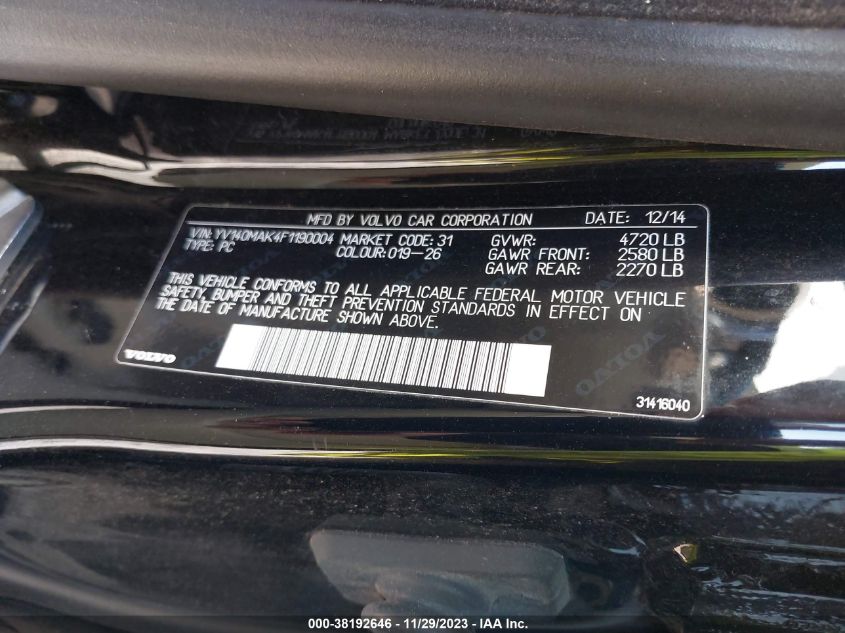 MFD BY VOLVO CAR CORPORATION DATE: 12/14
VIN: YV140MAK4F1190004 MARKET CODE: 31 GVWR: 4720 LB
TYPE: PC COLOUR: 019-26 GAWR FRONT: 2580 LB
GAWR REAR: 2270 LB
THIS VEHICLE CONFORMS TO ALL APPLICABLE FEDERAL MOTOR VEHICLE
SAFETY, BUMPER AND THEFT PREVENTION STANDARDS IN EFFECT ON
THE DATE OF MANUFACTURE SHOWN ABOVE.
VOLVO
31416040
000-38192646 - 11/29/2023 - IAA Inc.